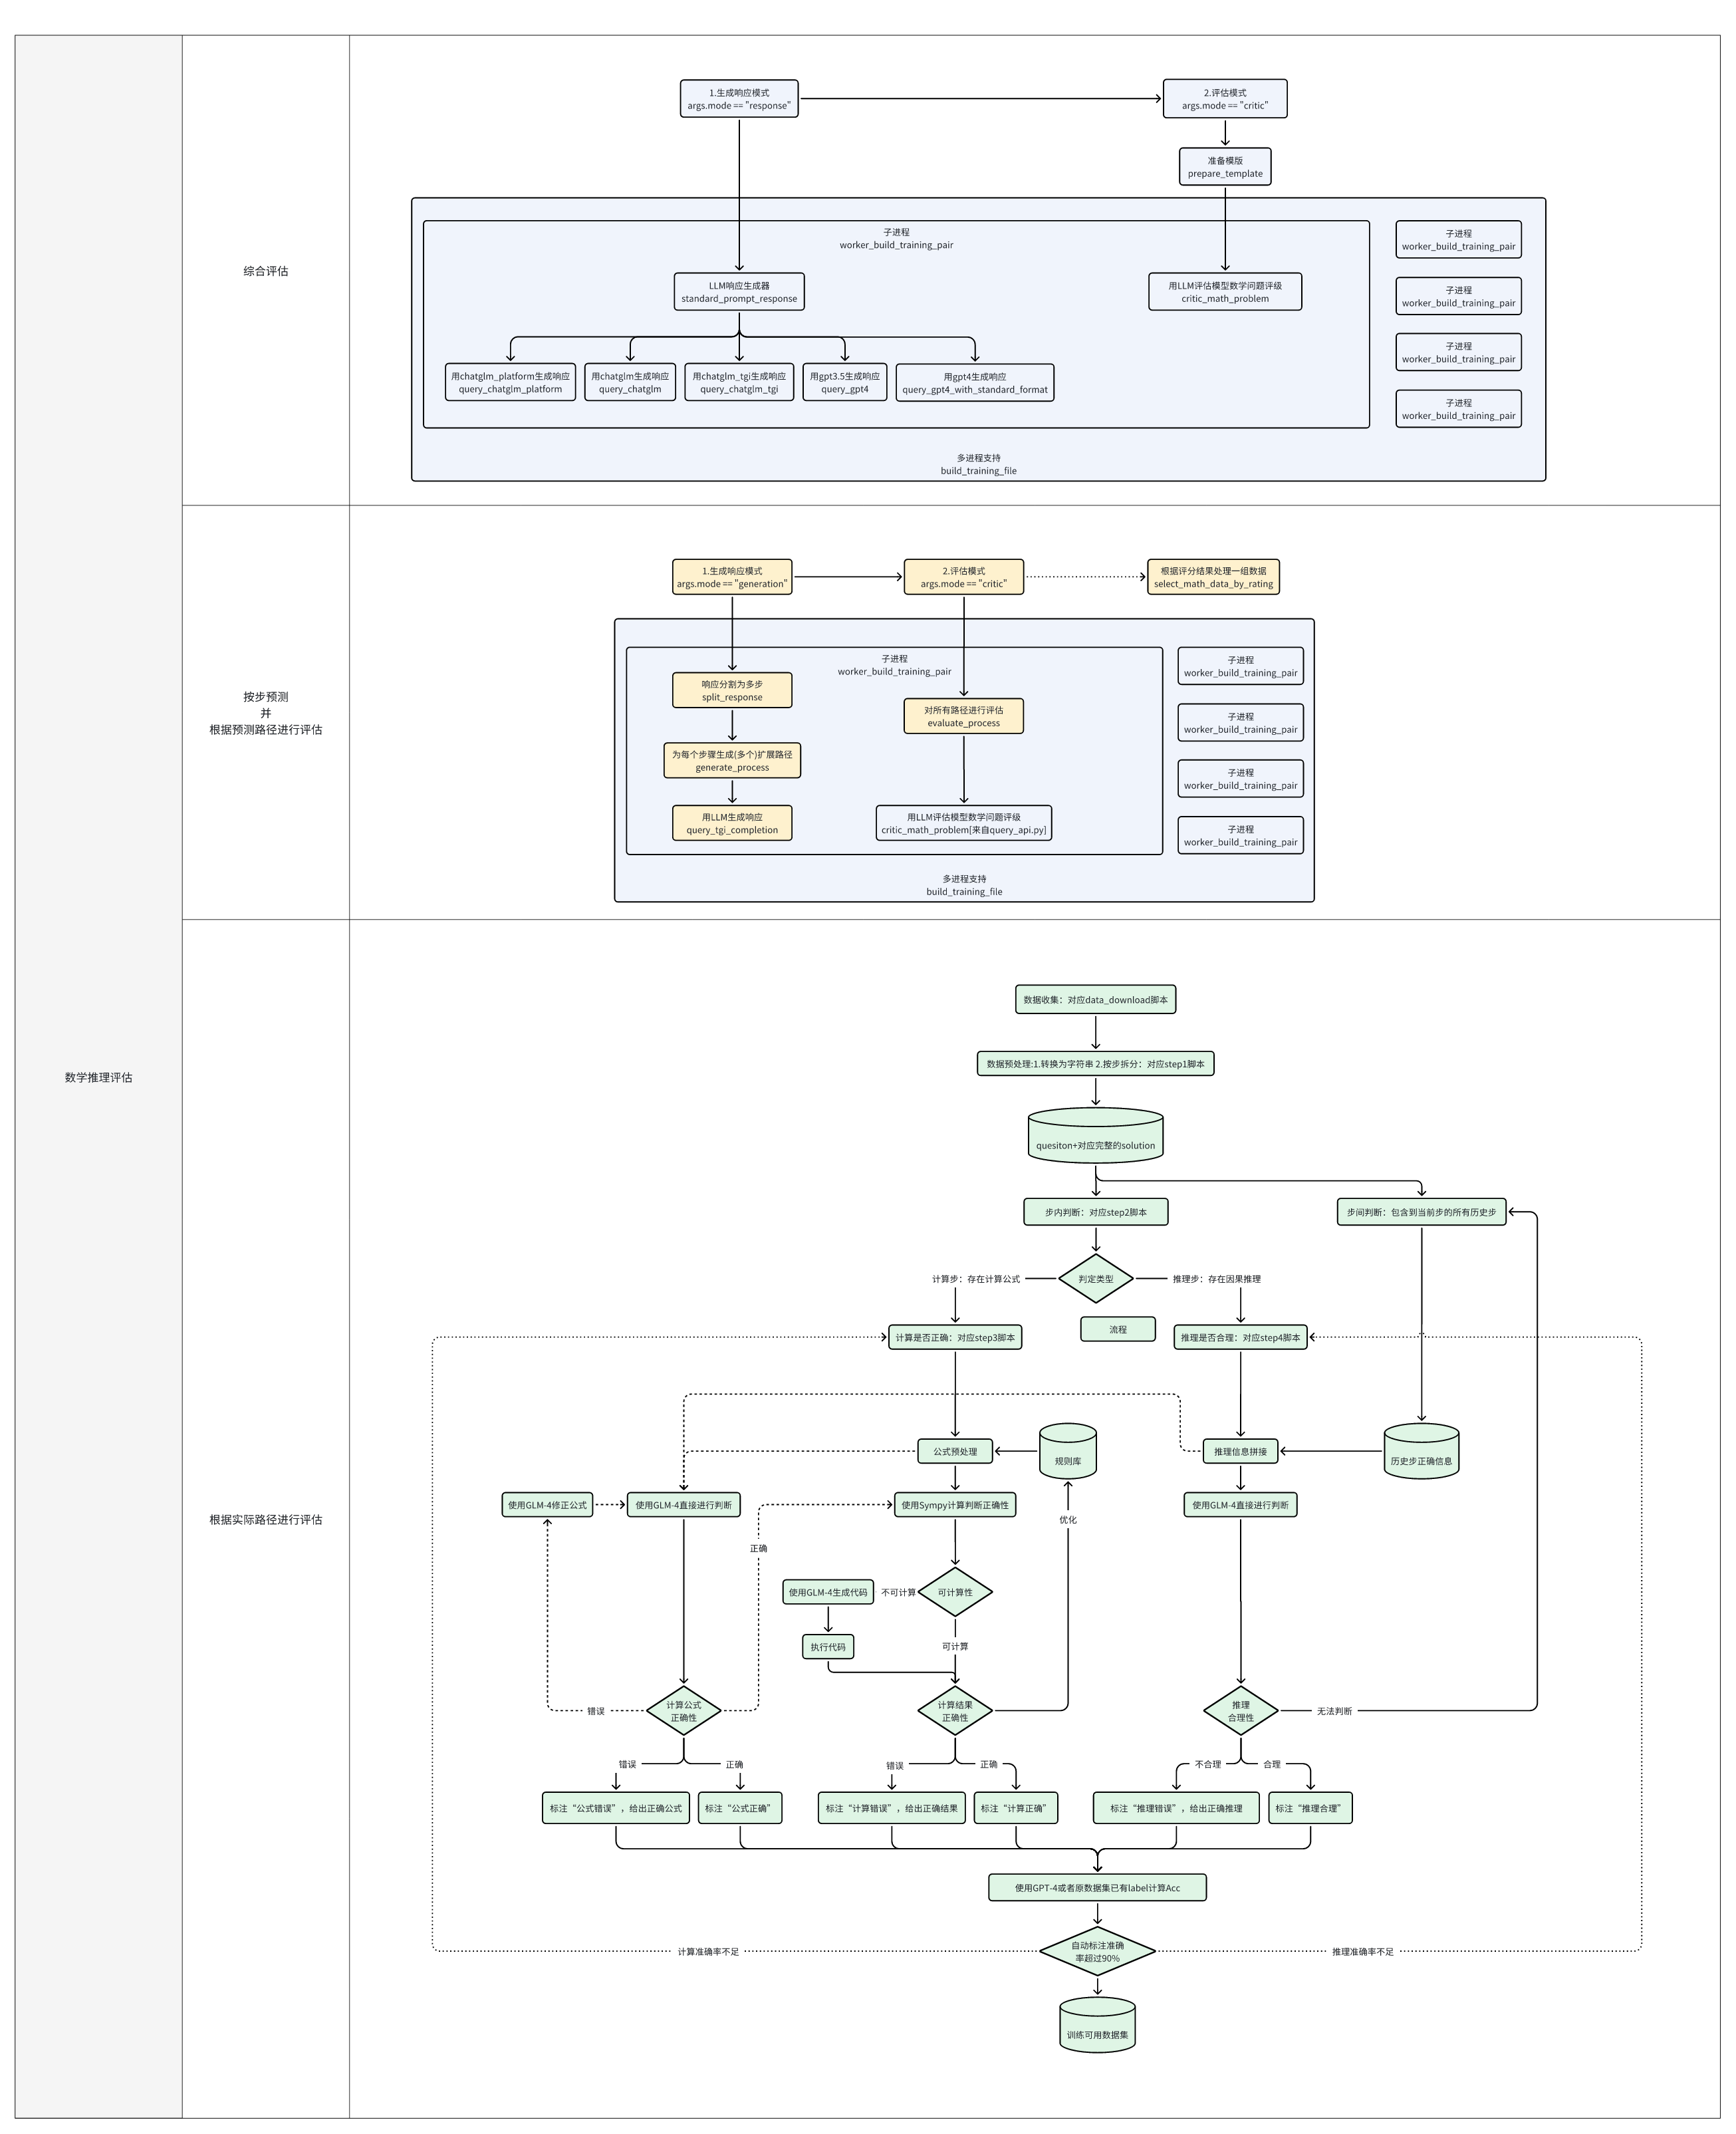 数学推理评估
综合评估
1.生成响应模式
args.mode == "response"
2.评估模式
args.mode == "critic"
准备模版
prepare_template
子进程
worker_build_training_pair
LLM响应生成器
standard_prompt_response
用LLM评估模型数学问题评级
critic_math_problem
用chatglm_platform生成响应
query_chatglm_platform
用chatglm生成响应
query_chatglm
用chatglm_tgi生成响应
query_chatglm_tgi
用gpt3.5生成响应
query_gpt4
用gpt4生成响应
query_gpt4_with_standard_format
子进程
worker_build_training_pair
子进程
worker_build_training_pair
子进程
worker_build_training_pair
子进程
worker_build_training_pair
多进程支持
build_training_file
按步预测
并
根据预测路径进行评估
1.生成响应模式
args.mode == "generation"
2.评估模式
args.mode == "critic"
根据评分结果处理一组数据
select_math_data_by_rating
子进程
worker_build_training_pair
响应分割为多步
split_response
对所有路径进行评估
evaluate_process
为每个步骤生成(多个)扩展路径
generate_process
用LLM生成响应
query_tgi_completion
用LLM评估模型数学问题评级
critic_math_problem[来自query_api.py]
子进程
worker_build_training_pair
子进程
worker_build_training_pair
子进程
worker_build_training_pair
子进程
worker_build_training_pair
多进程支持
build_training_file
根据实际路径进行评估
数据收集：对应data_download脚本
数据预处理:1.转换为字符串 2.按步拆分：对应step1脚本
quesiton+对应完整的solution
步内判断：对应step2脚本
步间判断：包含到当前步的所有历史步
计算步：存在计算公式
判定类型
推理步：存在因果推理
流程
计算是否正确：对应step3脚本
推理是否合理：对应step4脚本
公式预处理
规则库
推理信息拼接
历史步正确信息
使用GLM-4修正公式
使用GLM-4直接进行判断
使用Sympy计算判断正确性
使用GLM-4直接进行判断
优化
正确
使用GLM-4生成代码
不可计算
可计算性
执行代码
可计算
错误
计算公式
正确性
计算结果
正确性
推理
合理性
无法判断
错误
正确
错误
正确
不合理
合理
标注“公式错误”，给出正确公式
标注“公式正确”
标注“计算错误”，给出正确结果
标注“计算正确”
标注“推理错误”，给出正确推理
标注“推理合理”
使用GPT-4或者原数据集已有label计算Acc
计算准确率不足
自动标注准确
率超过90%
推理准确率不足
训练可用数据集